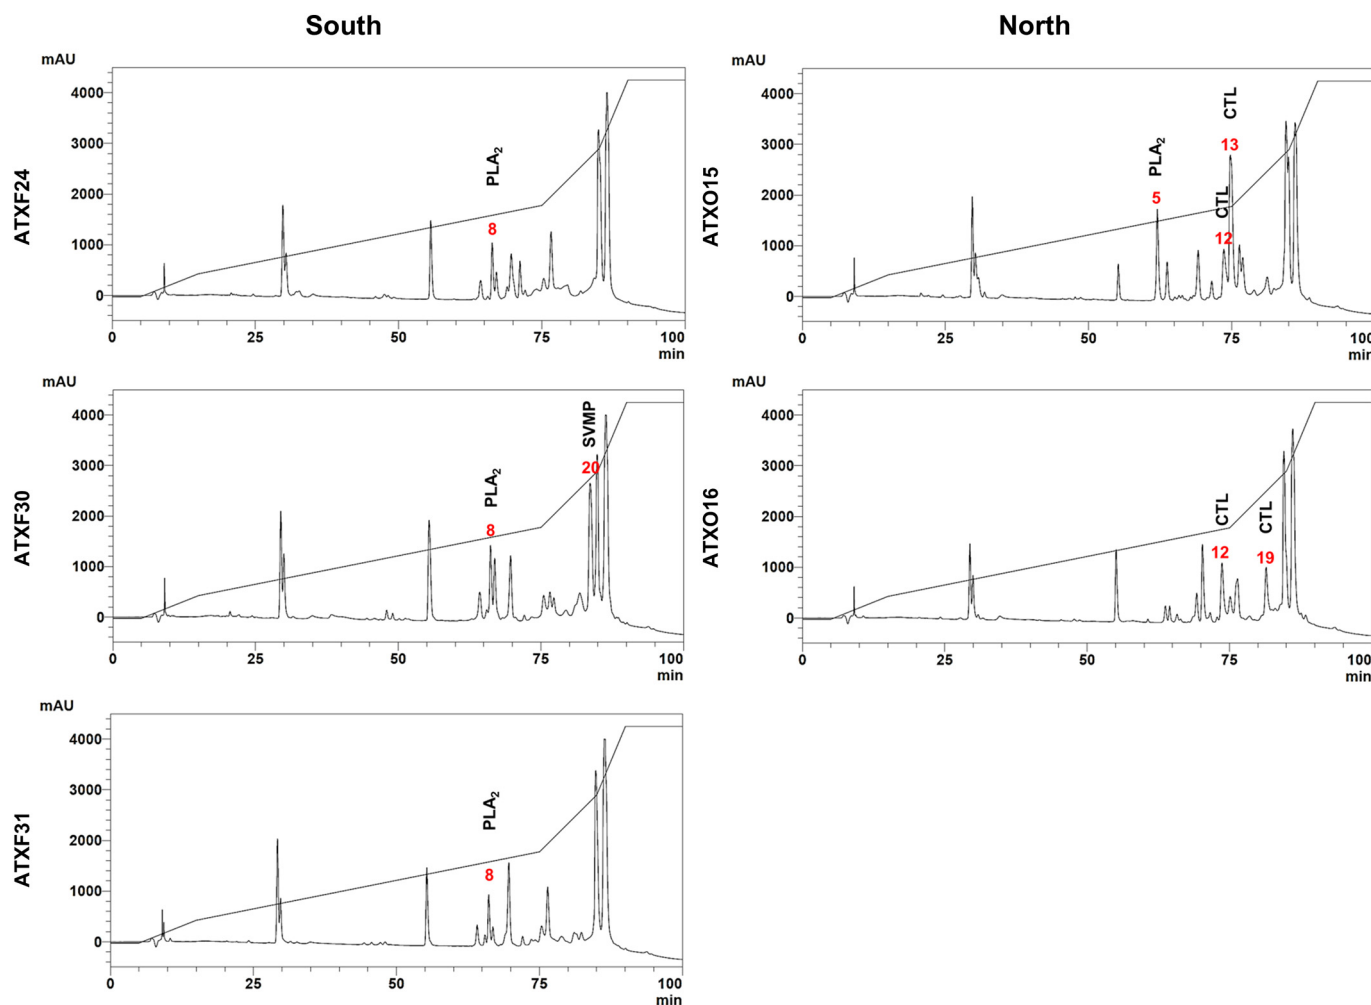 South
North
ATXF24
mAU
4000
3000
2000
1000
0
PLA₂
8
0
25
50
75
100
min
ATXO15
mAU
4000
3000
2000
1000
0
PLA₂
5
CTL
12
CTL
13
0
25
50
75
100
min
ATXF30
mAU
4000
3000
2000
1000
0
PLA₂
8
SVMP
20
0
25
50
75
100
min
ATXO16
mAU
4000
3000
2000
1000
0
CTL
12
CTL
19
0
25
50
75
100
min
ATXF31
mAU
4000
3000
2000
1000
0
PLA₂
8
0
25
50
75
100
min